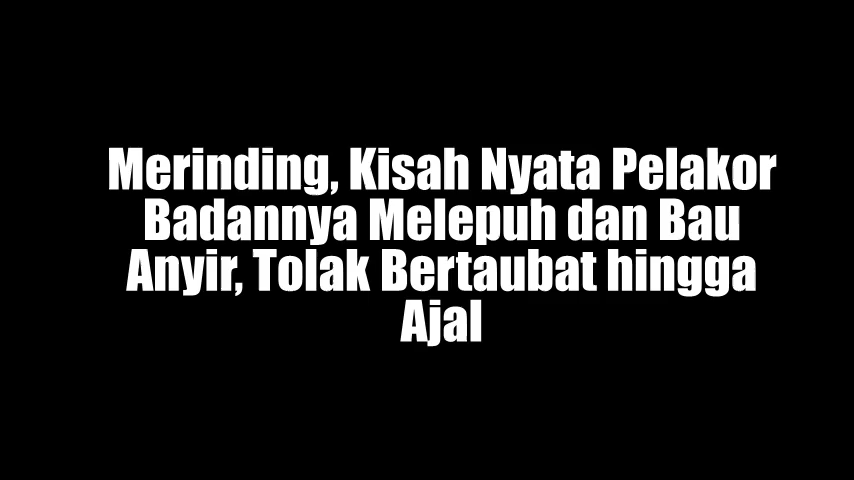 Merinding, Kisah Nyata Pelakor
Badannya Melepuh dan Bau
Anyir, Tolak Bertaubat hingga
Ajal